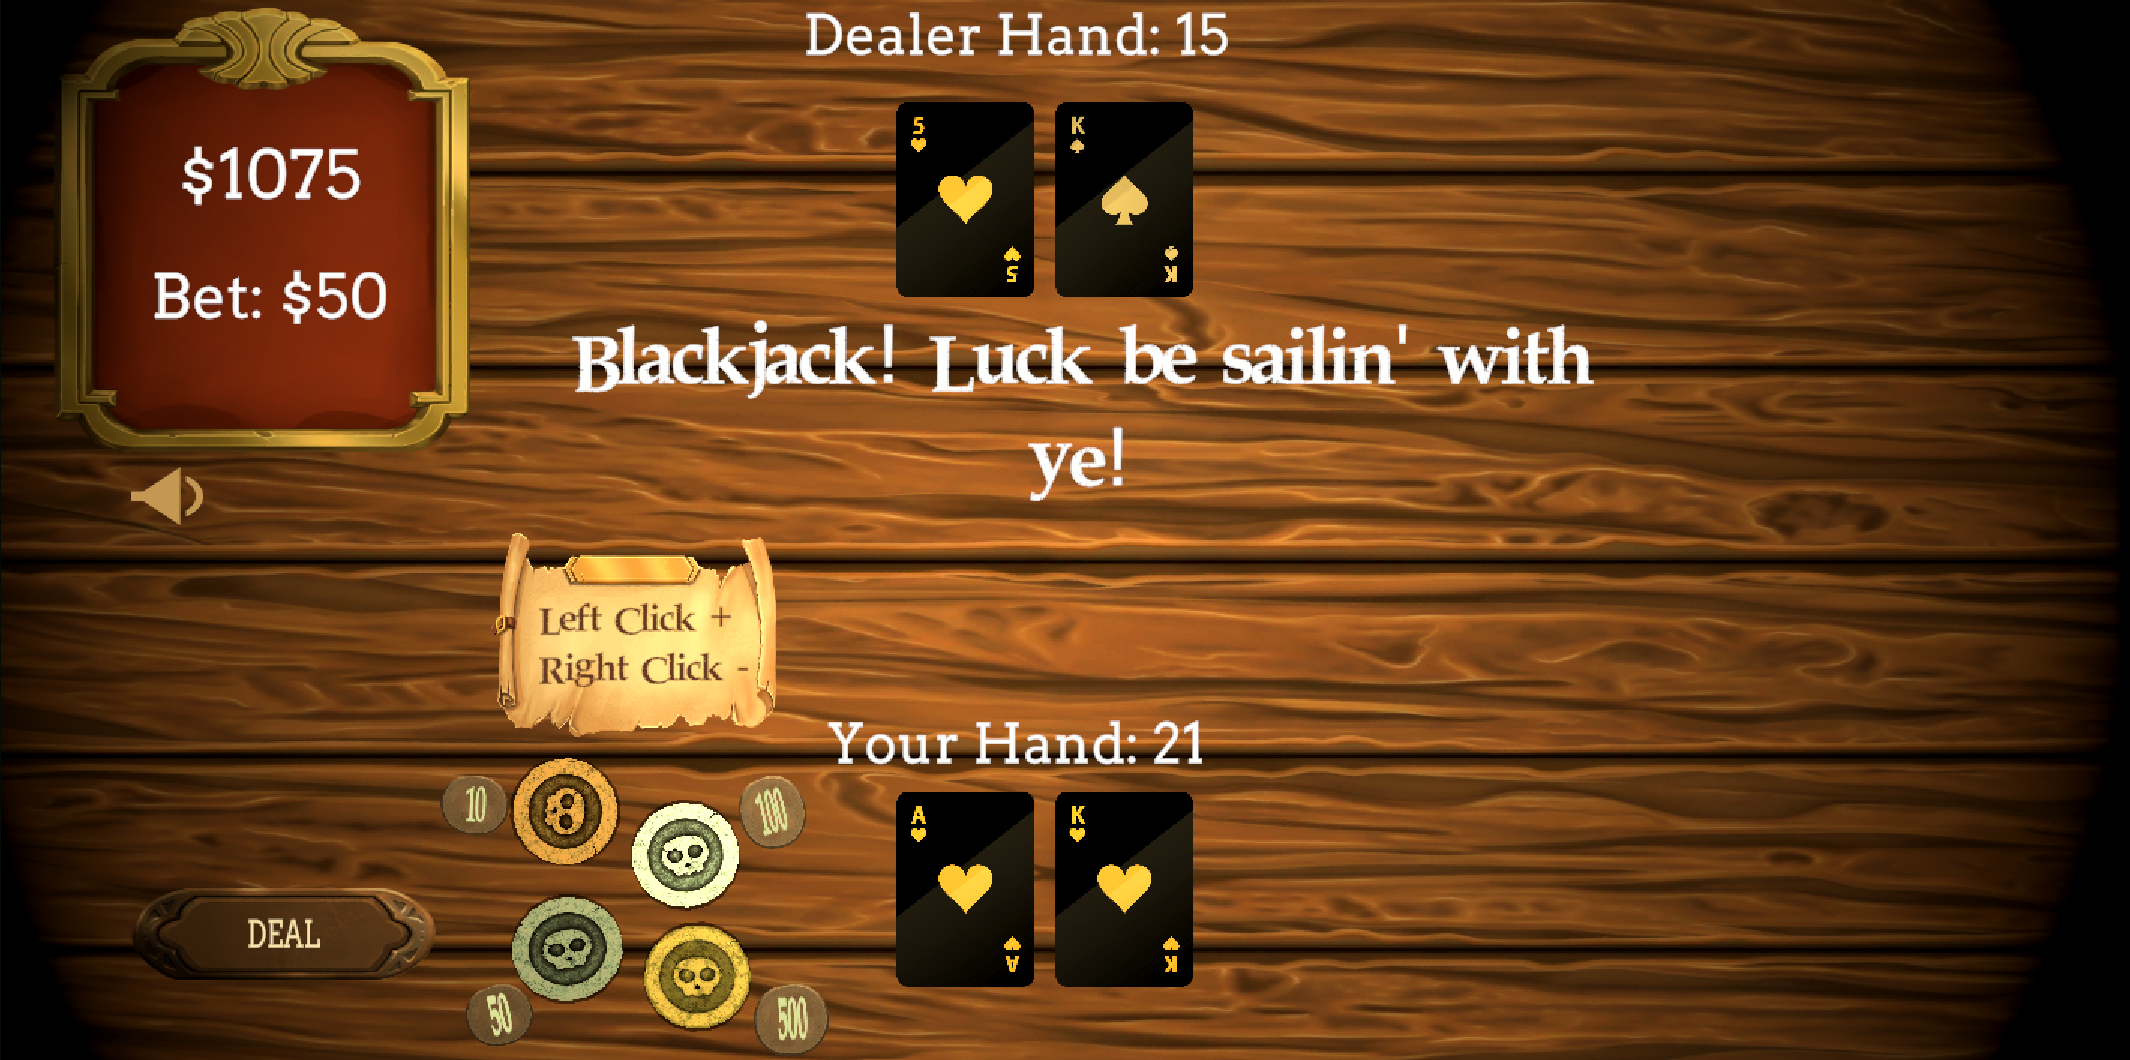 Dealer Hand: 15
$1075
Bet: $50
5
K
5
K
Blackjack! Luck be sailin' with
ye!
Left Click +
Right Click -
Your Hand: 21
10
100
A
K
A
K
DEAL
50
500